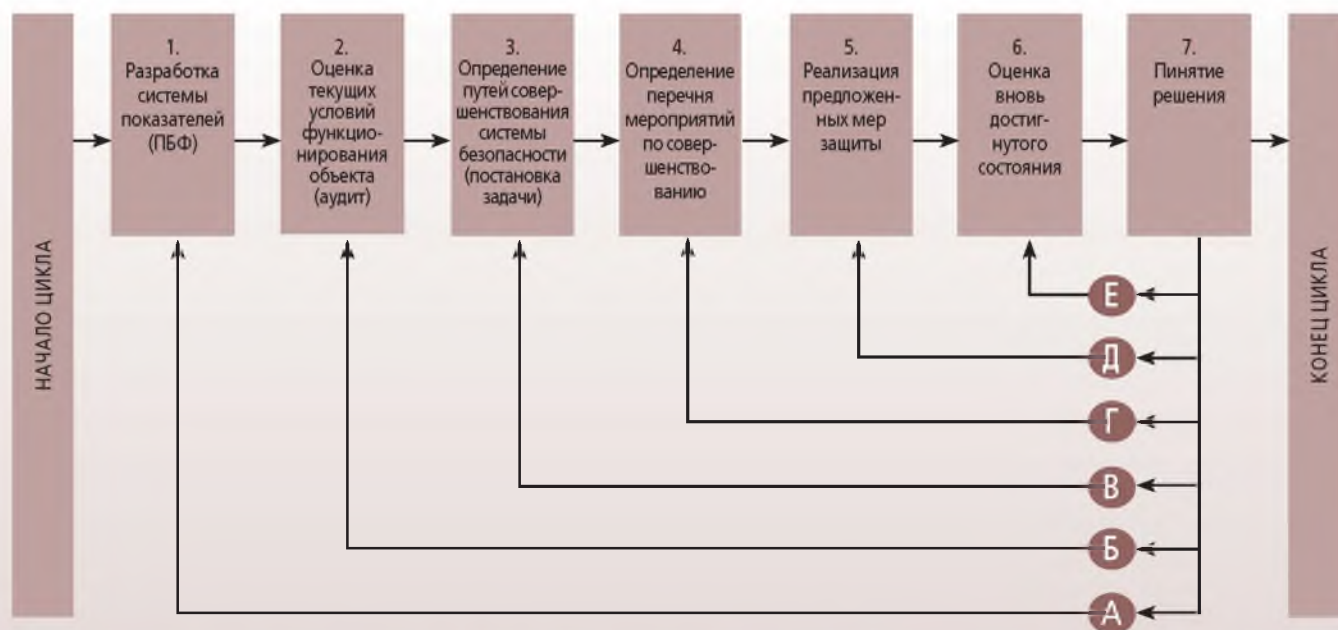 НАЧАЛО ЦИКЛА
1.
Разработка
системы
показателей
(ПБФ)
2.
Оценка
текущих
условий
функцио-
нирования
объекта
(аудит)
3.
Определение
путей совер-
шенствования
системы
безопасности
(постановка
задачи)
4.
Определение
перечня
мероприятий
по совер-
шенство-
ванию
5.
Реализация
предложен-
ных мер
защиты
6.
Оценка
вновь
достиг-
нутого
состояния
7.
Пинятие
решения
КОНЕЦ ЦИКЛА
Е
Д
Г
В
Б
А